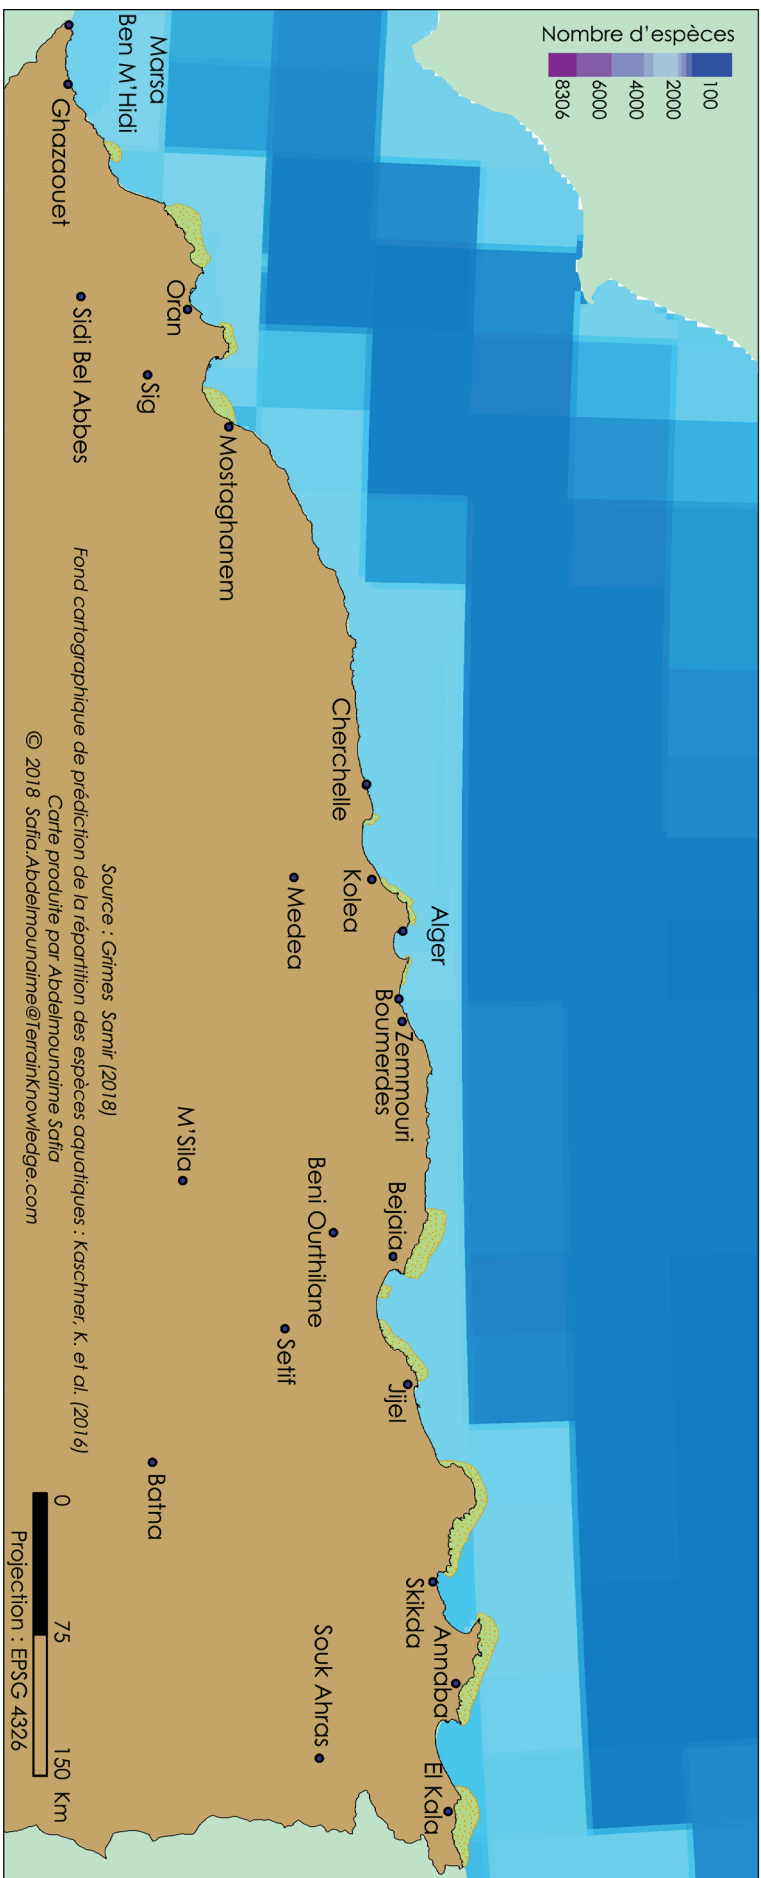 Nombre d'espèces
8306
6000
4000
2000
100
Marsa
Ben M'Hidi
Ghazaouet
Oran
Sidi Bel Abbes
Sig
Mostaghanem
Cherchelle
Kolea
Medea
Alger
Zemmouri
Boumerdes
M'Sila
Beni Ourthilane
Bejaia
Setif
Jijel
Batna
Skikda
Annaba
Souk Ahras
El Kala
Source : Grimes Samir (2018)
Fond cartographique de prédiction de la répartition des espèces aquatiques : Kaschner, K. et al. (2016)
Carte produite par Abdelmounaime Safia
© 2018 Safia.Abdelmounaime@TerrainKnowledge.com
0 75 150 Km
Projection : EPSG 4326